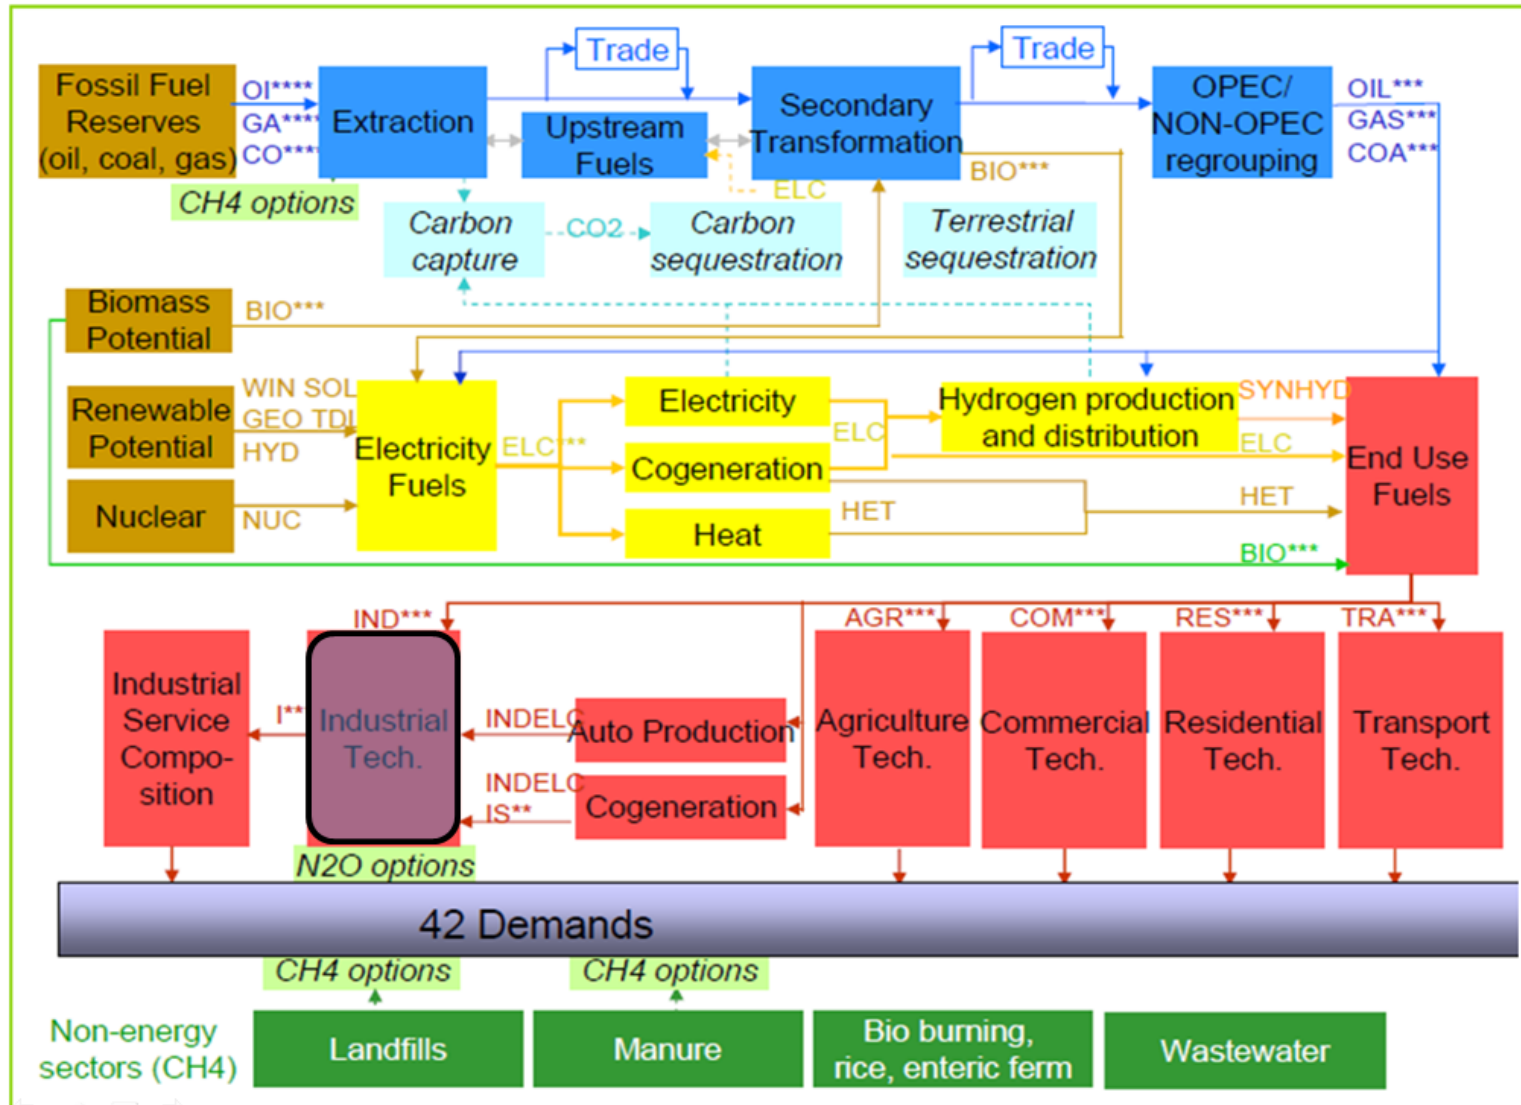 Trade
Trade
Fossil Fuel
Reserves
(oil, coal, gas)
OI****
GA****
CO****
Extraction
Upstream
Fuels
Secondary
Transformation
OPEC/
NON-OPEC
regrouping
OIL***
GAS***
COA***
BIO***
ELC
CH4 options
Carbon
capture
CO2
Carbon
sequestration
Terrestrial
sequestration
Biomass
Potential
BIO***
Renewable
Potential
WIN SOL
GEO TDL
HYD
Nuclear
NUC
Electricity
Fuels
ELC***
Electricity
Cogeneration
Heat
ELC
HET
Hydrogen production
and distribution
SYNHYD
ELC
HET
BIO***
End Use
Fuels
IND***
AGR***
COM***
RES***
TRA***
Industrial
Service
Compo-
sition
I**
Industrial
Tech.
INDELC
Auto Production
INDELC
IS**
Cogeneration
Agriculture
Tech.
Commercial
Tech.
Residential
Tech.
Transport
Tech.
N2O options
42 Demands
CH4 options
CH4 options
Non-energy
sectors (CH4)
Landfills
Manure
Bio burning,
rice, enteric ferm
Wastewater